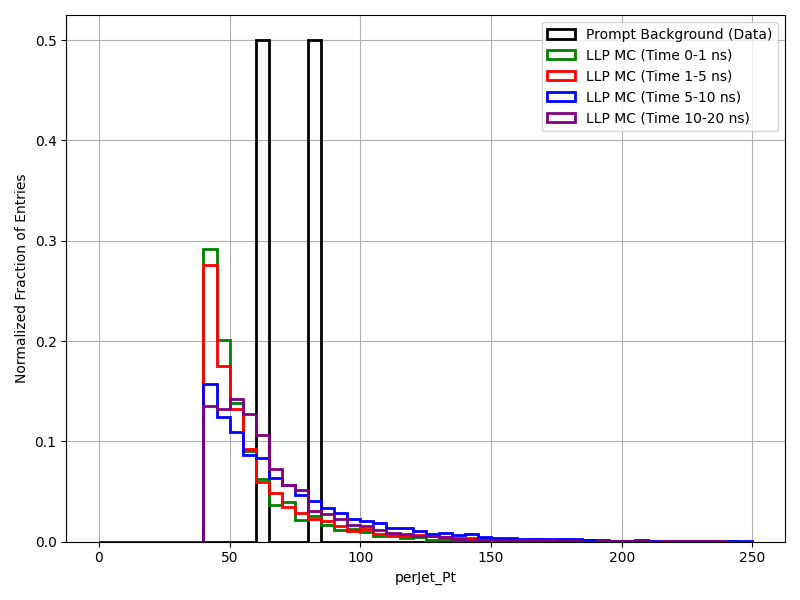 Prompt Background (Data)
LLP MC (Time 0-1 ns)
LLP MC (Time 1-5 ns)
LLP MC (Time 5-10 ns)
LLP MC (Time 10-20 ns)
Normalized Fraction of Entries
0.5
0.4
0.3
0.2
0.1
0.0
0 50 100 150 200 250
perJet_Pt